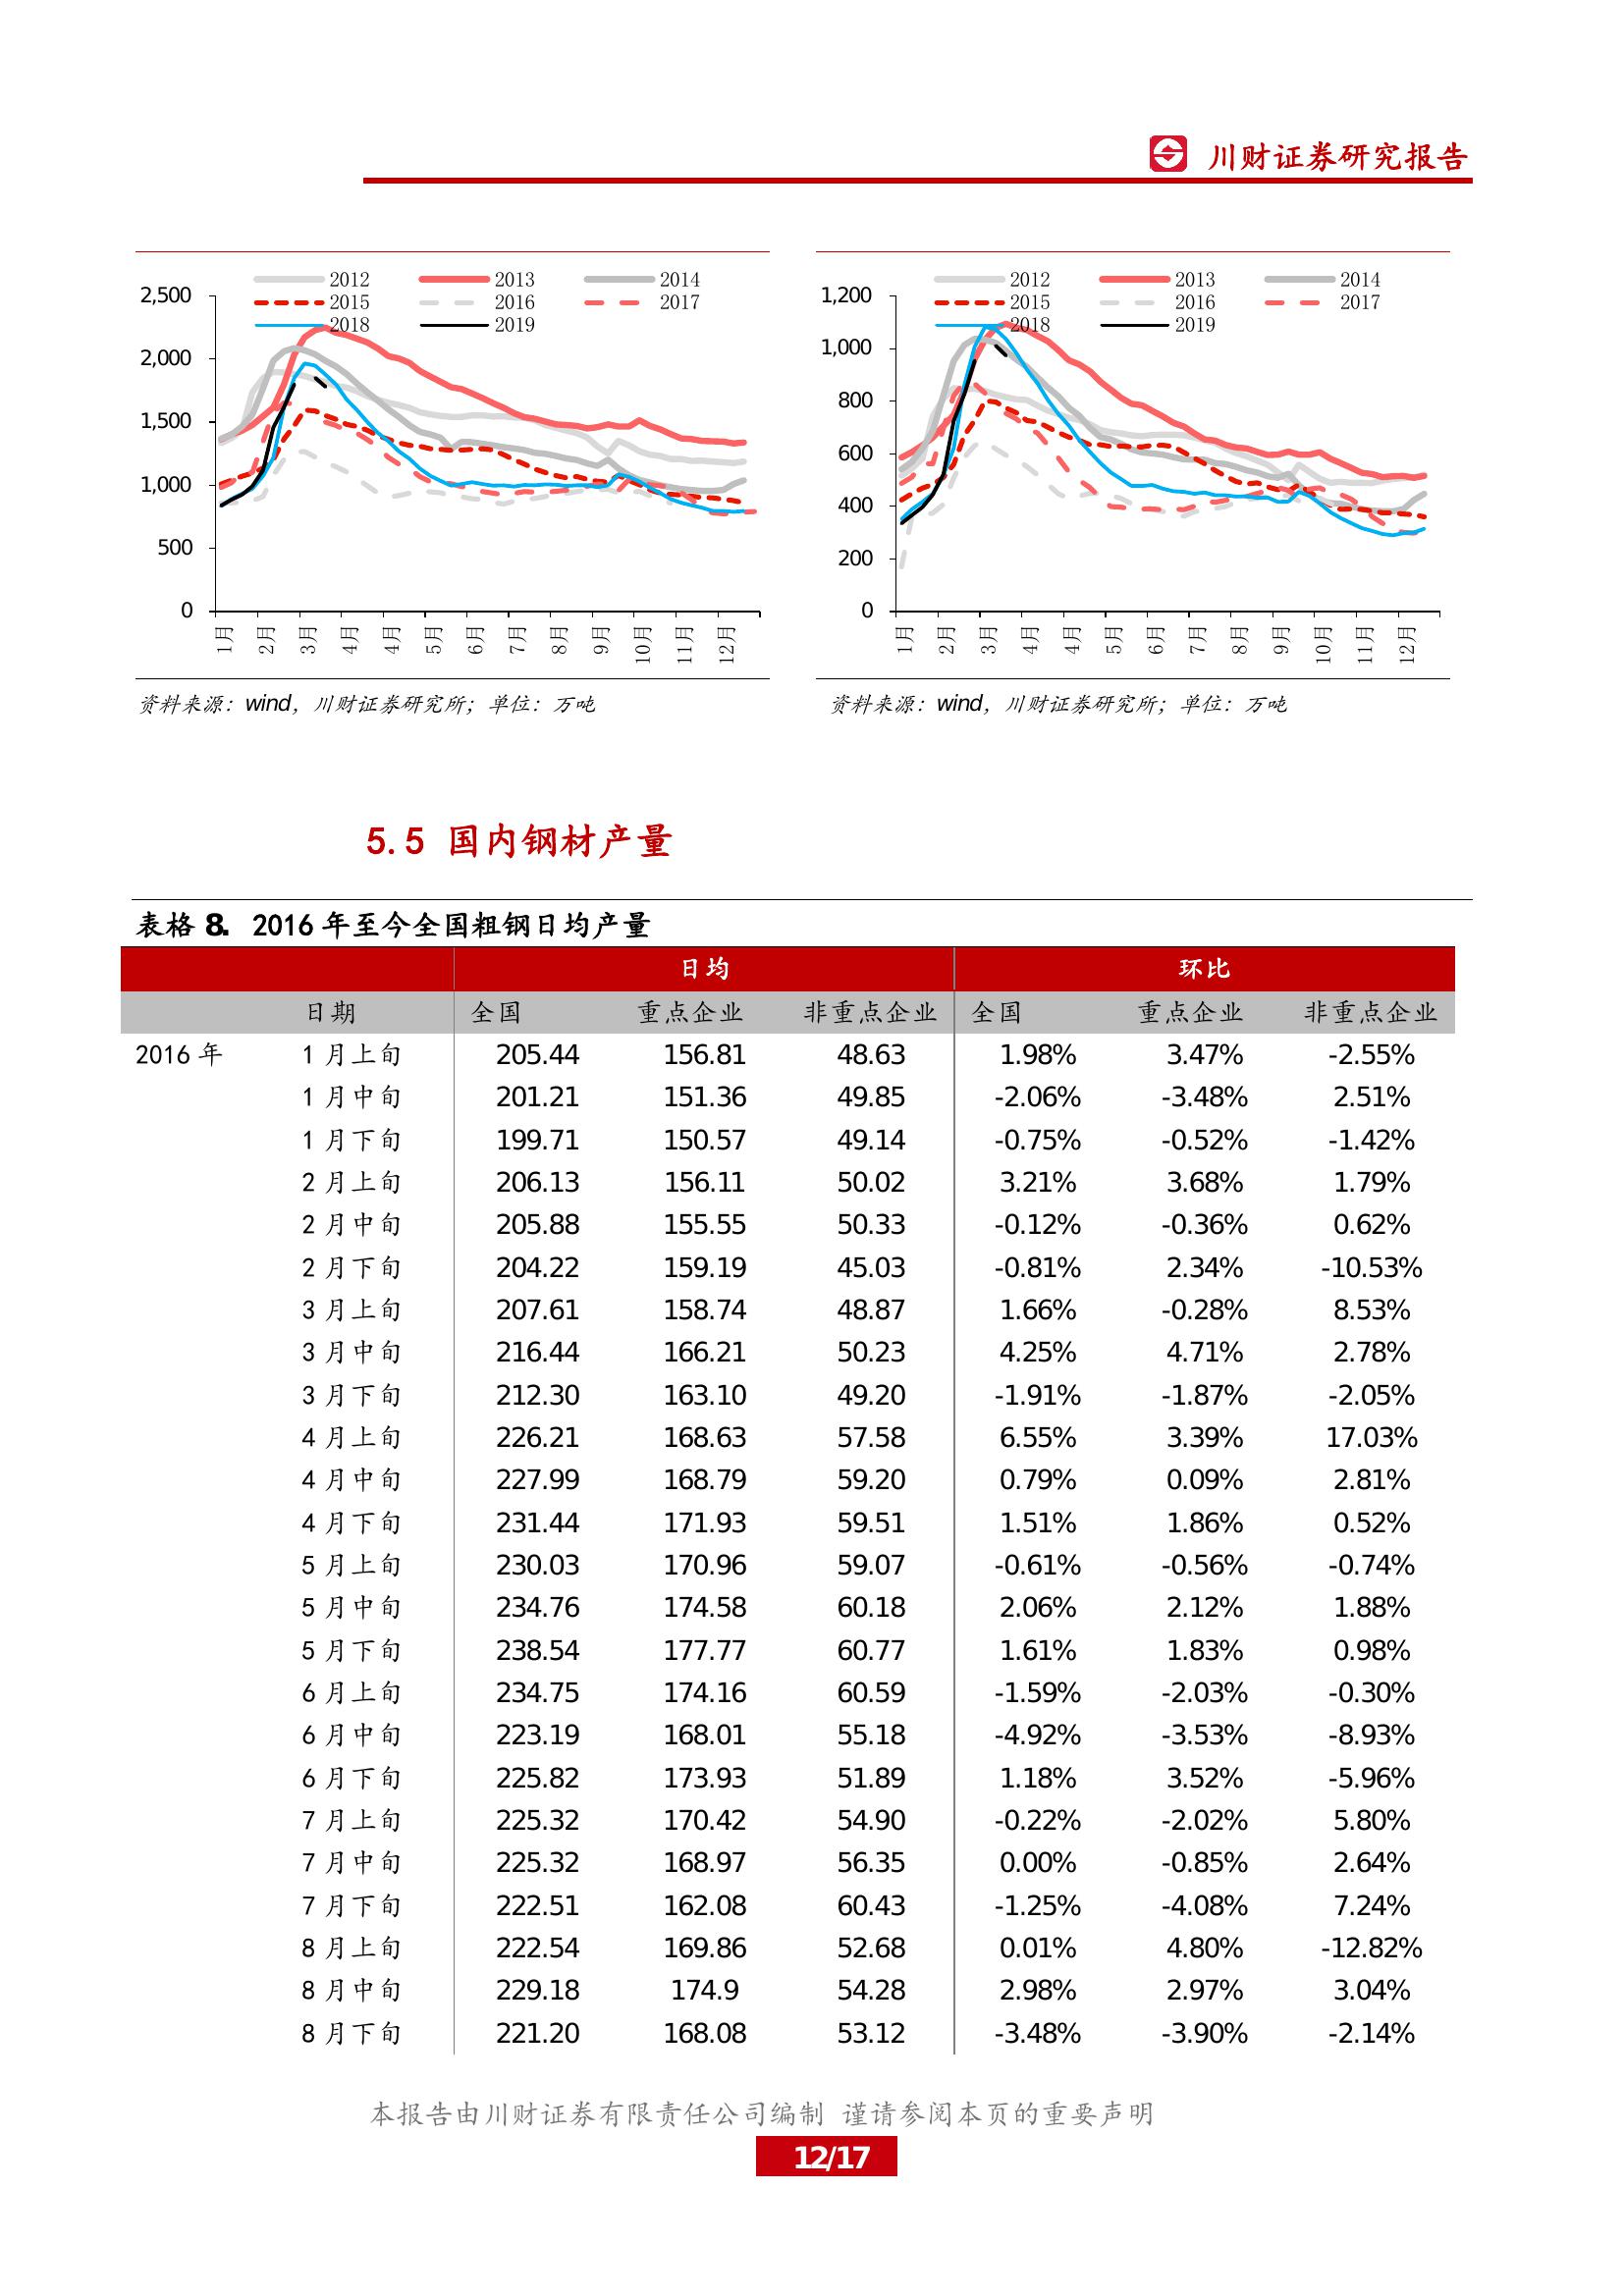 川财证券研究报告
2012 2013 2014
2015 2016 2017
2018 2019
2,500
2,000
1,500
1,000
500
0
1月 2月 3月 4月 4月 5月 6月 7月 8月 9月 10月 11月 12月
资料来源：wind，川财证券研究所；单位：万吨
2012 2013 2014
2015 2016 2017
2018 2019
1,200
1,000
800
600
400
200
0
1月 2月 3月 4月 4月 5月 6月 7月 8月 9月 10月 11月 12月
资料来源：wind，川财证券研究所；单位：万吨
5.5 国内钢材产量
表格 8. 2016 年至今全国粗钢日均产量
日均 环比
日期 全国 重点企业 非重点企业 全国 重点企业 非重点企业
2016 年 1 月上旬 205.44 156.81 48.63 1.98% 3.47% -2.55%
1 月中旬 201.21 151.36 49.85 -2.06% -3.48% 2.51%
1 月下旬 199.71 150.57 49.14 -0.75% -0.52% -1.42%
2 月上旬 206.13 156.11 50.02 3.21% 3.68% 1.79%
2 月中旬 205.88 155.55 50.33 -0.12% -0.36% 0.62%
2 月下旬 204.22 159.19 45.03 -0.81% 2.34% -10.53%
3 月上旬 207.61 158.74 48.87 1.66% -0.28% 8.53%
3 月中旬 216.44 166.21 50.23 4.25% 4.71% 2.78%
3 月下旬 212.30 163.10 49.20 -1.91% -1.87% -2.05%
4 月上旬 226.21 168.63 57.58 6.55% 3.39% 17.03%
4 月中旬 227.99 168.79 59.20 0.79% 0.09% 2.81%
4 月下旬 231.44 171.93 59.51 1.51% 1.86% 0.52%
5 月上旬 230.03 170.96 59.07 -0.61% -0.56% -0.74%
5 月中旬 234.76 174.58 60.18 2.06% 2.12% 1.88%
5 月下旬 238.54 177.77 60.77 1.61% 1.83% 0.98%
6 月上旬 234.75 174.16 60.59 -1.59% -2.03% -0.30%
6 月中旬 223.19 168.01 55.18 -4.92% -3.53% -8.93%
6 月下旬 225.82 173.93 51.89 1.18% 3.52% -5.96%
7 月上旬 225.32 170.42 54.90 -0.22% -2.02% 5.80%
7 月中旬 225.32 168.97 56.35 0.00% -0.85% 2.64%
7 月下旬 222.51 162.08 60.43 -1.25% -4.08% 7.24%
8 月上旬 222.54 169.86 52.68 0.01% 4.80% -12.82%
8 月中旬 229.18 174.9 54.28 2.98% 2.97% 3.04%
8 月下旬 221.20 168.08 53.12 -3.48% -3.90% -2.14%
本报告由川财证券有限责任公司编制 谨请参阅本页的重要声明
12/17